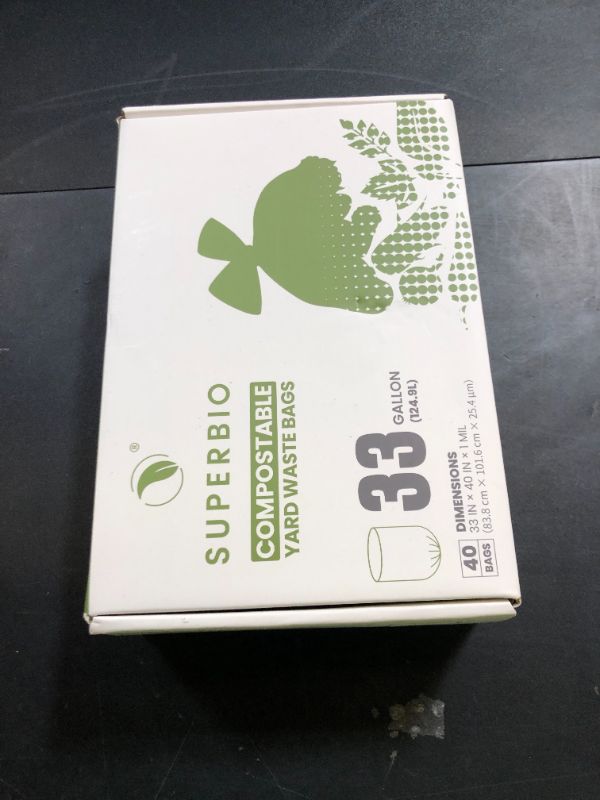 ®
SUPERBIO
COMPOSTABLE
YARD WASTE BAGS
33
GALLON
(124.9L)
40
BAGS
DIMENSIONS
33 IN × 40 IN × 1 MIL
(83.8 cm × 101.6 cm × 25.4 µm)